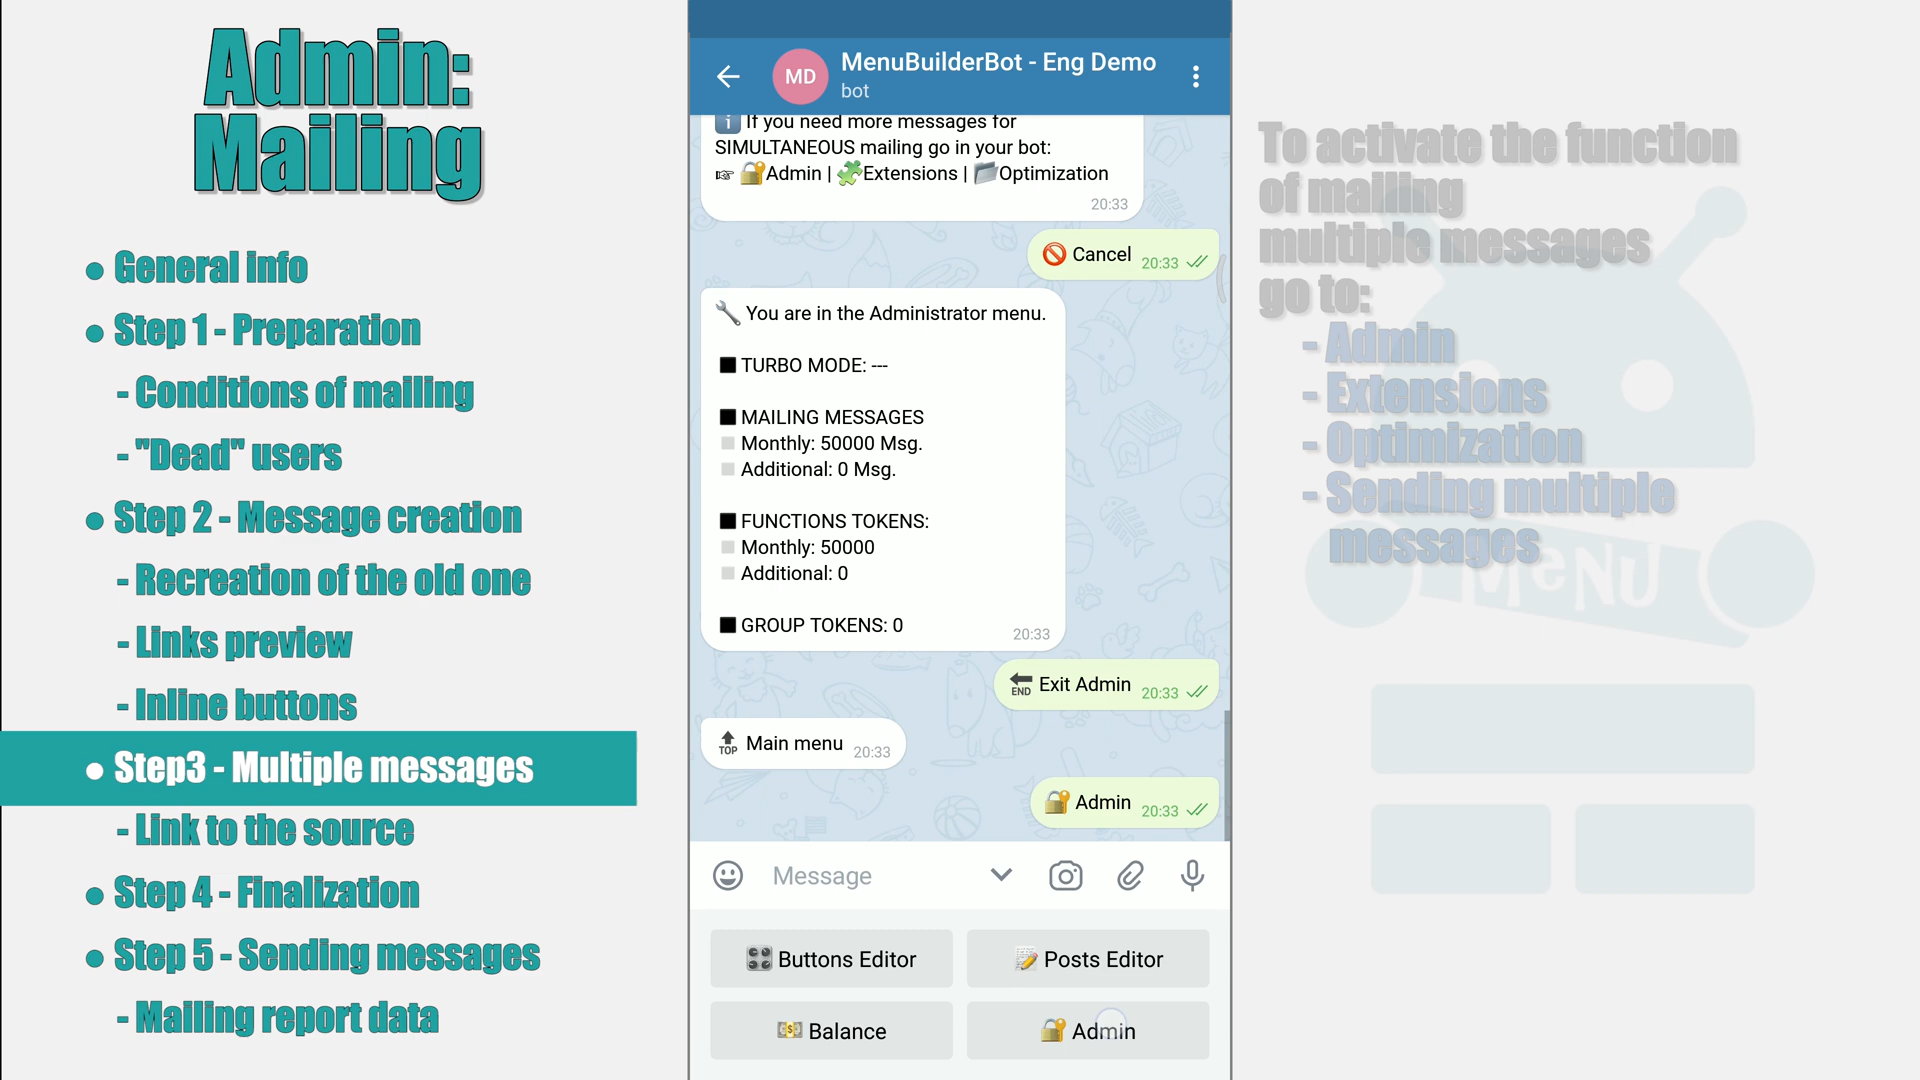 Admin:
Mailing
● General info
● Step 1 - Preparation
- Conditions of mailing
- "Dead" users
● Step 2 - Message creation
- Recreation of the old one
- Links preview
- Inline buttons
● Step3 - Multiple messages
- Link to the source
● Step 4 - Finalization
● Step 5 - Sending messages
- Mailing report data
MD
MenuBuilderBot - Eng Demo
bot
ℹ️ If you need more messages for
SIMULTANEOUS mailing go in your bot:
☞ 🔐Admin | 🧩Extensions | 📂Optimization
20:33
🚫 Cancel 20:33
🔧 You are in the Administrator menu.
◼️ TURBO MODE: ---
◼️ MAILING MESSAGES
◽ Monthly: 50000 Msg.
◽ Additional: 0 Msg.
◼️ FUNCTIONS TOKENS:
◽ Monthly: 50000
◽ Additional: 0
◼️ GROUP TOKENS: 0 20:33
🔚 Exit Admin 20:33
🔝 Main menu 20:33
🔐 Admin 20:33
Message
🎛 Buttons Editor
📝 Posts Editor
💵 Balance
🔐 Admin
To activate the function
of mailing
multiple messages
go to:
- Admin
- Extensions
- Optimization
- Sending multiple
messages
MeNU